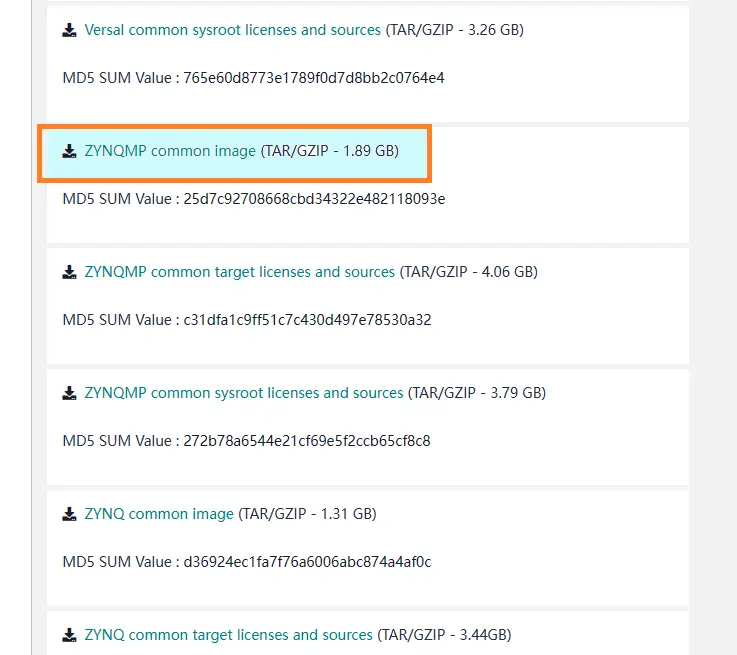 Versal common sysroot licenses and sources (TAR/GZIP - 3.26 GB)
MD5 SUM Value : 765e60d8773e1789f0d7d8bb2c0764e4
ZYNQMP common image (TAR/GZIP - 1.89 GB)
MD5 SUM Value : 25d7c92708668cbd34322e482118093e
ZYNQMP common target licenses and sources (TAR/GZIP - 4.06 GB)
MD5 SUM Value : c31dfa1c9ff51c7c430d497e78530a32
ZYNQMP common sysroot licenses and sources (TAR/GZIP - 3.79 GB)
MD5 SUM Value : 272b78a6544e21cf69e5f2ccb65cf8c8
ZYNQ common image (TAR/GZIP - 1.31 GB)
MD5 SUM Value : d36924ec1fa7f76a6006abc874a4af0c
ZYNQ common target licenses and sources (TAR/GZIP - 3.44GB)